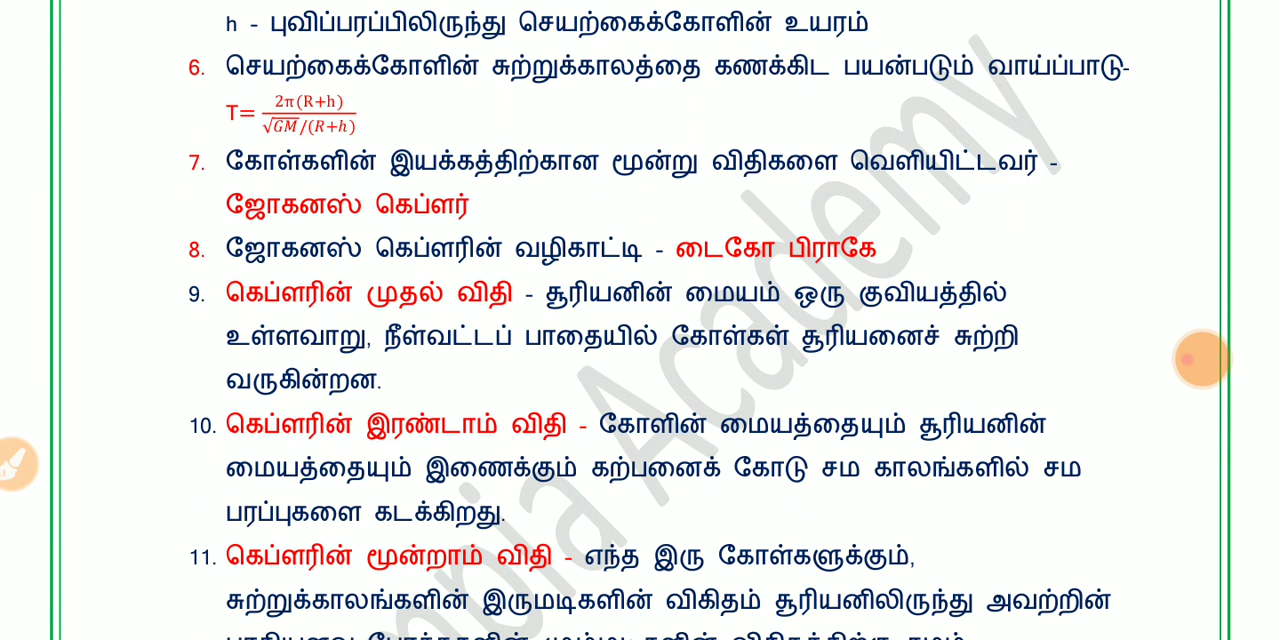 h - புவிப்பரப்பிலிருந்து செயற்கைக்கோளின் உயரம்
6. செயற்கைக்கோளின் சுற்றுக்காலத்தை கணக்கிட பயன்படும் வாய்ப்பாடு-
T= 2π(R+h) / √GM/(R+h)
7. கோள்களின் இயக்கத்திற்கான மூன்று விதிகளை வெளியிட்டவர் -
ஜோகனஸ் கெப்ளர்
8. ஜோகனஸ் கெப்ளரின் வழிகாட்டி - டைகோ பிராகே
9. கெப்ளரின் முதல் விதி - சூரியனின் மையம் ஒரு குவியத்தில்
உள்ளவாறு, நீள்வட்டப் பாதையில் கோள்கள் சூரியனைச் சுற்றி
வருகின்றன.
10. கெப்ளரின் இரண்டாம் விதி - கோளின் மையத்தையும் சூரியனின்
மையத்தையும் இணைக்கும் கற்பனைக் கோடு சம காலங்களில் சம
பரப்புகளை கடக்கிறது.
11. கெப்ளரின் மூன்றாம் விதி - எந்த இரு கோள்களுக்கும்,
சுற்றுக்காலங்களின் இருமடிகளின் விகிதம் சூரியனிலிருந்து அவற்றின்
Academy